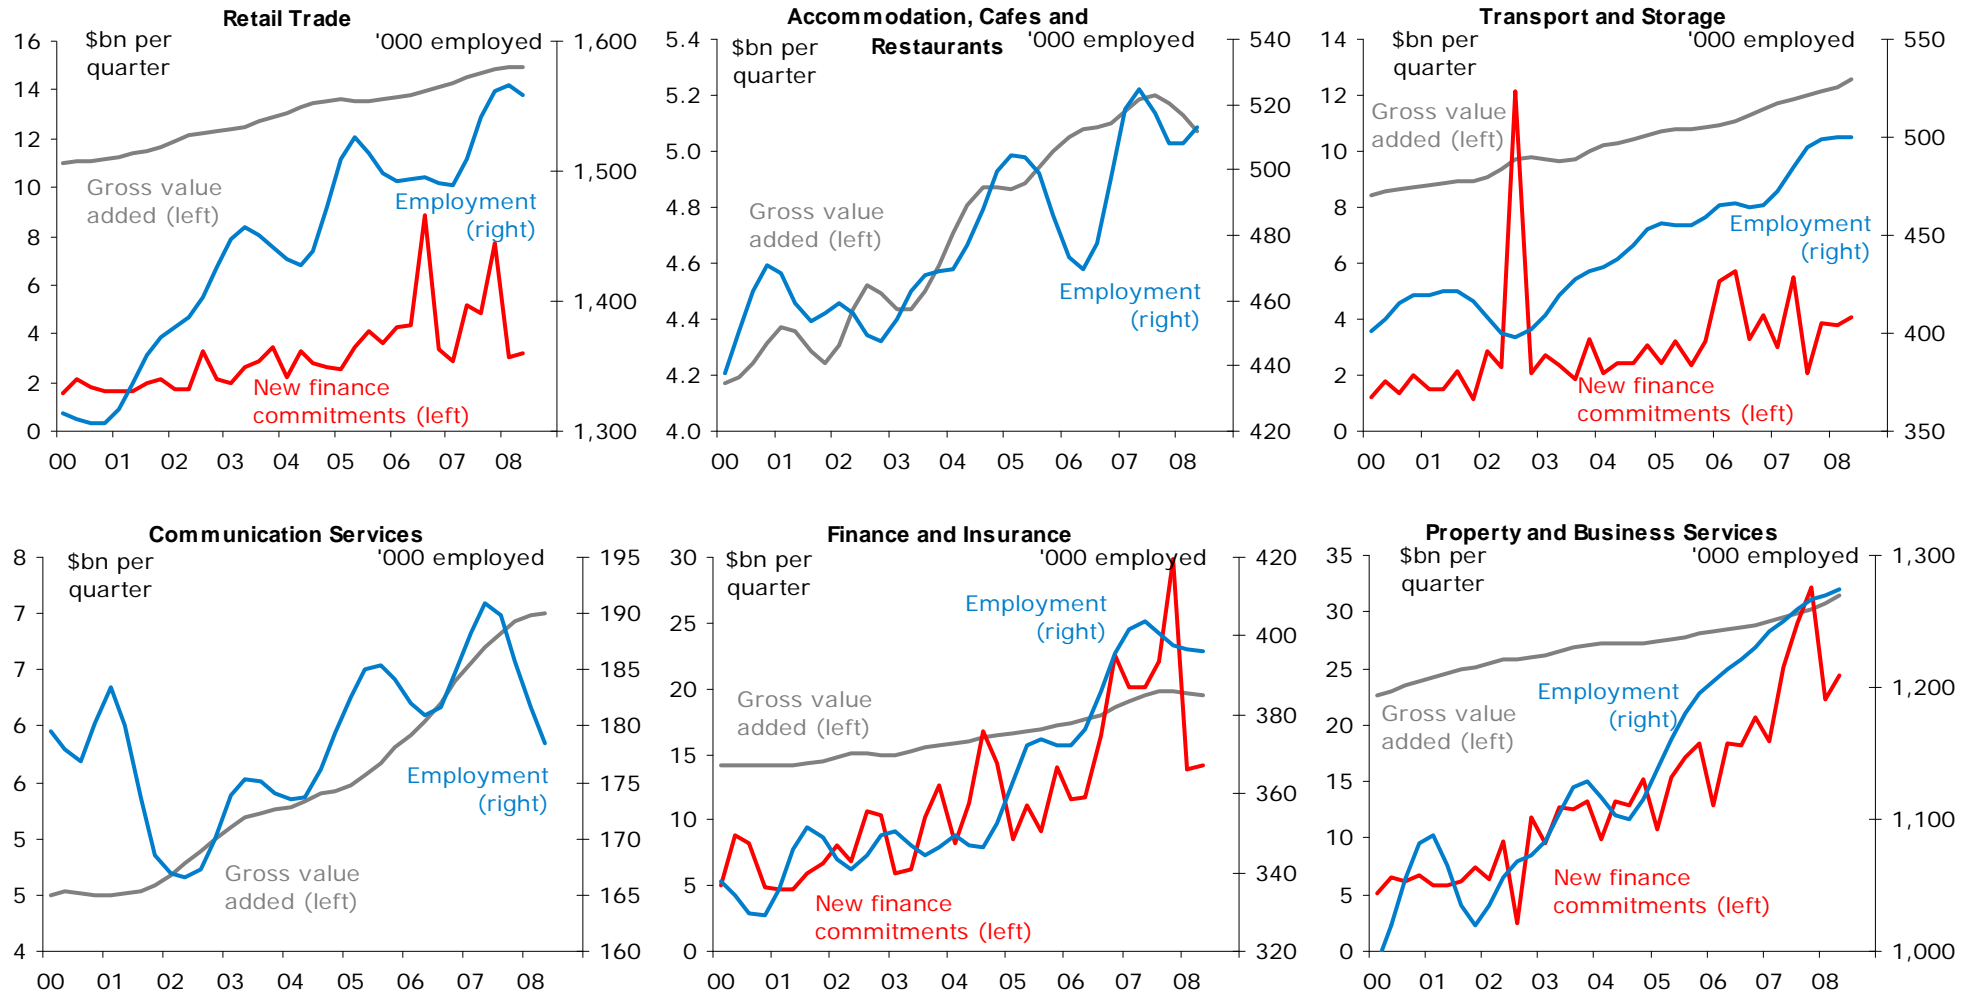 Retail Trade
$bn per
quarter
'000 employed
16
14
12
10
8
6
4
2
0
1,600
1,500
1,400
1,300
Gross value
added (left)
Employment
(right)
New finance
commitments (left)
00 01 02 03 04 05 06 07 08
Accommodation, Cafes and
Restaurants
$bn per
quarter
'000 employed
5.4
5.2
5.0
4.8
4.6
4.4
4.2
4.0
540
520
500
480
460
440
420
Gross value
added (left)
Employment
(right)
00 01 02 03 04 05 06 07 08
Transport and Storage
$bn per
quarter
'000 employed
14
12
10
8
6
4
2
0
550
500
450
400
350
Gross value
added (left)
Employment
(right)
New finance
commitments (left)
00 01 02 03 04 05 06 07 08
Communication Services
$bn per
quarter
'000 employed
8
7
7
6
6
5
5
4
195
190
185
180
175
170
165
160
Employment
(right)
Gross value
added (left)
00 01 02 03 04 05 06 07 08
Finance and Insurance
$bn per
quarter
'000 employed
30
25
20
15
10
5
0
420
400
380
360
340
320
Employment
(right)
Gross value
added (left)
New finance
commitments (left)
00 01 02 03 04 05 06 07 08
Property and Business Services
$bn per
quarter
'000 employed
35
30
25
20
15
10
5
0
1,300
1,200
1,100
1,000
Gross value
added (left)
Employment
(right)
New finance
commitments (left)
00 01 02 03 04 05 06 07 08